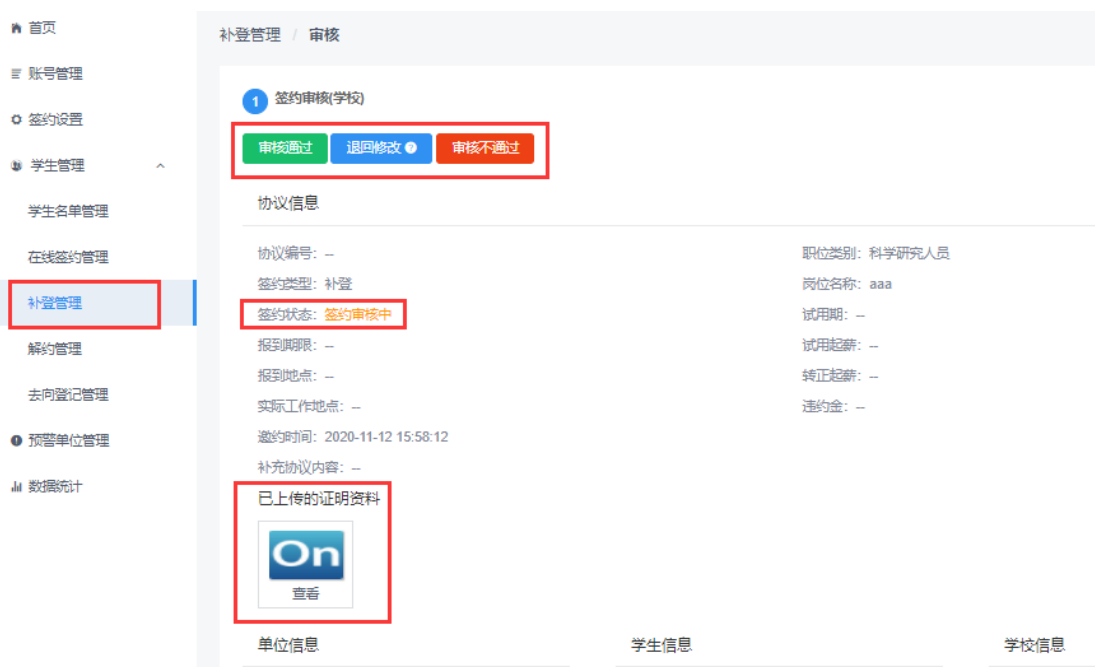 首页
账号管理
签约设置
学生管理
学生名单管理
在线签约管理
补登管理
解约管理
去向登记管理
预警单位管理
数据统计
补登管理 / 审核
1 签约审核(学校)
审核通过 退回修改 ? 审核不通过
协议信息
协议编号: --
签约类型: 补登
签约状态: 签约审核中
报到期限: --
报到地点: --
实际工作地点: --
邀约时间: 2020-11-12 15:58:12
补充协议内容: --
职位类别: 科学研究人员
岗位名称: aaa
试用期: --
试用起薪: --
转正起薪: --
违约金: --
已上传的证明资料
On
查看
单位信息 学生信息 学校信息